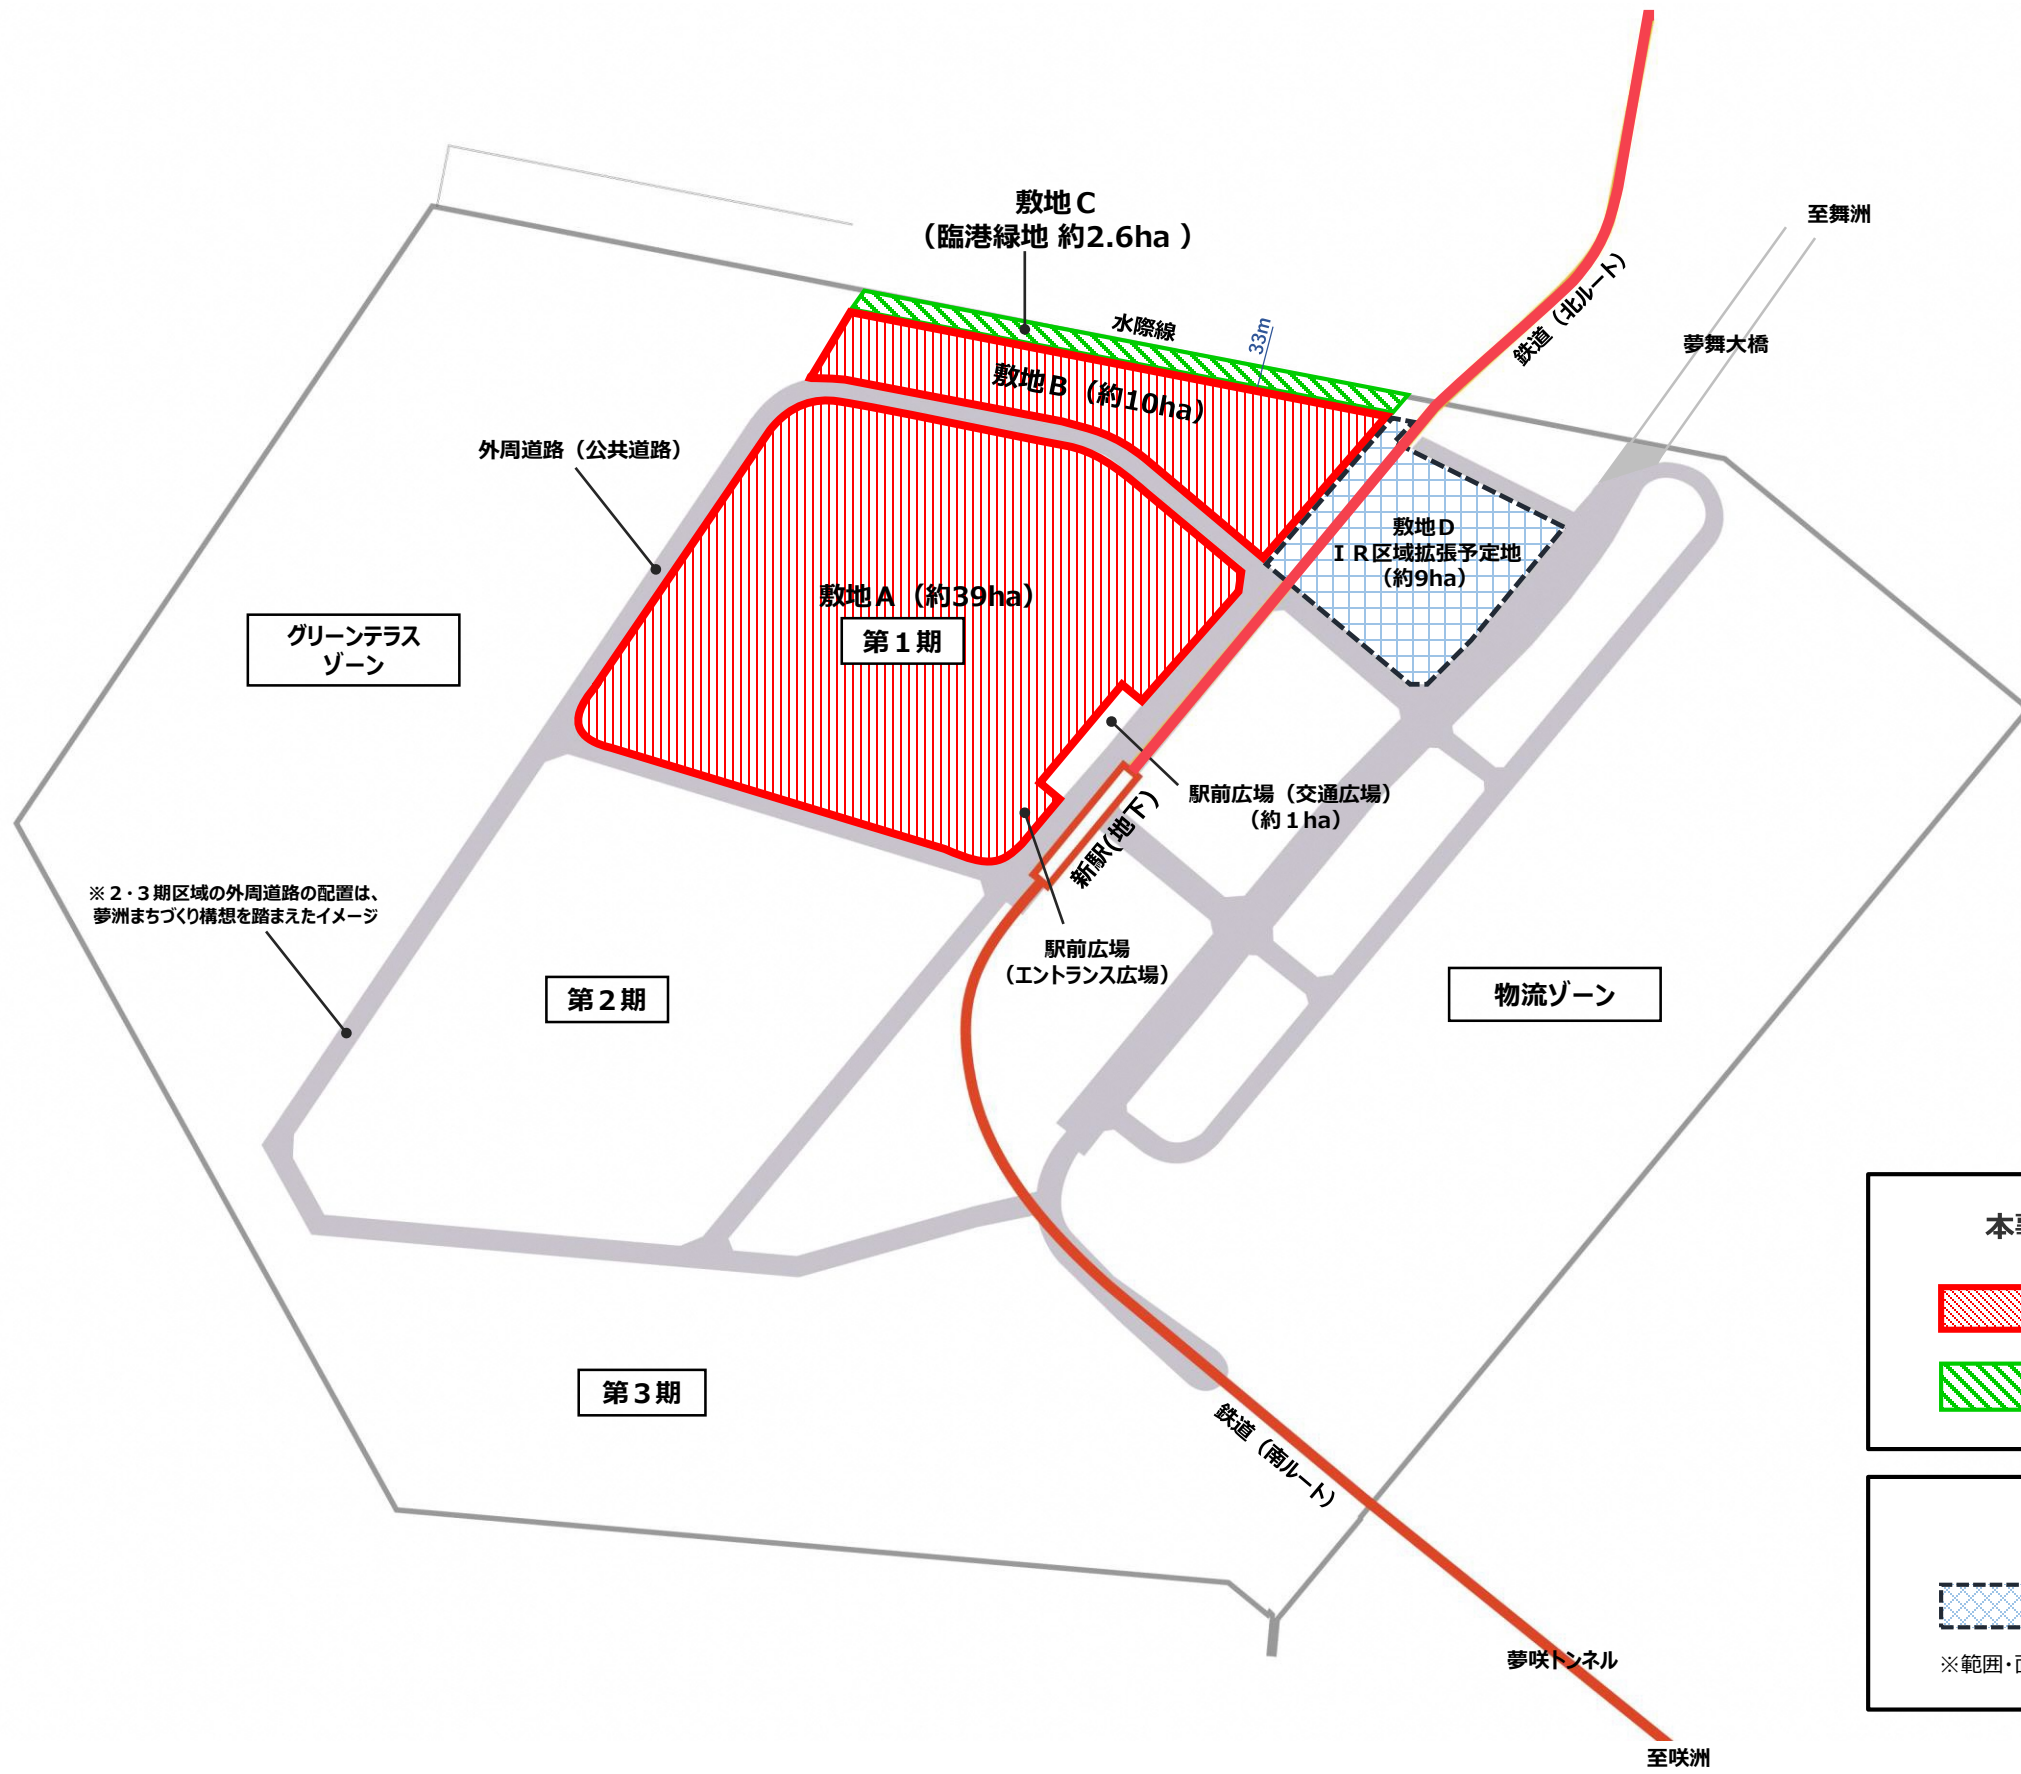 敷地C
（臨港緑地 約2.6ha ）
至舞洲
鉄道（北ルート）
水際線
33m
夢舞大橋
敷地B（約10ha）
外周道路（公共道路）
敷地D
ＩＲ区域拡張予定地
（約9ha）
敷地A（約39ha）
第１期
グリーンテラス
ゾーン
駅前広場（交通広場）
（約１ha）
新駅(地下)
※２・３期区域の外周道路の配置は、
夢洲まちづくり構想を踏まえたイメージ
駅前広場
（エントランス広場）
第２期
物流ゾーン
本
第３期
鉄道（南ルート）
夢咲トンネル
※範囲・
至咲洲